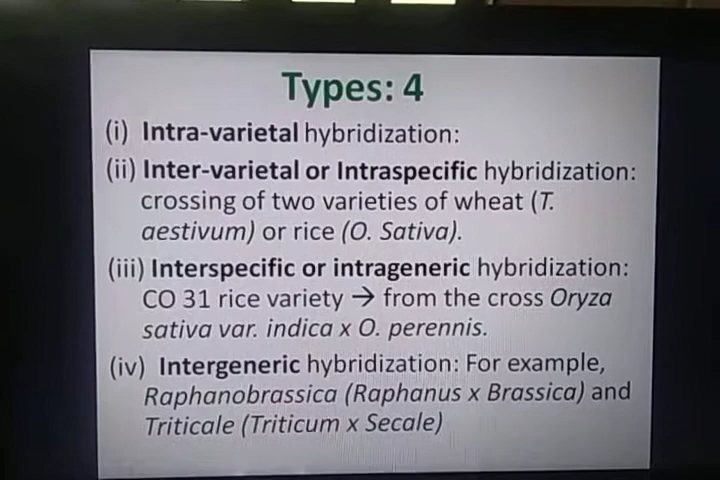 Types: 4
(i) Intra-varietal hybridization:
(ii) Inter-varietal or Intraspecific hybridization:
crossing of two varieties of wheat (T.
aestivum) or rice (O. Sativa).
(iii) Interspecific or intrageneric hybridization:
CO 31 rice variety → from the cross Oryza
sativa var. indica x O. perennis.
(iv) Intergeneric hybridization: For example,
Raphanobrassica (Raphanus x Brassica) and
Triticale (Triticum x Secale)